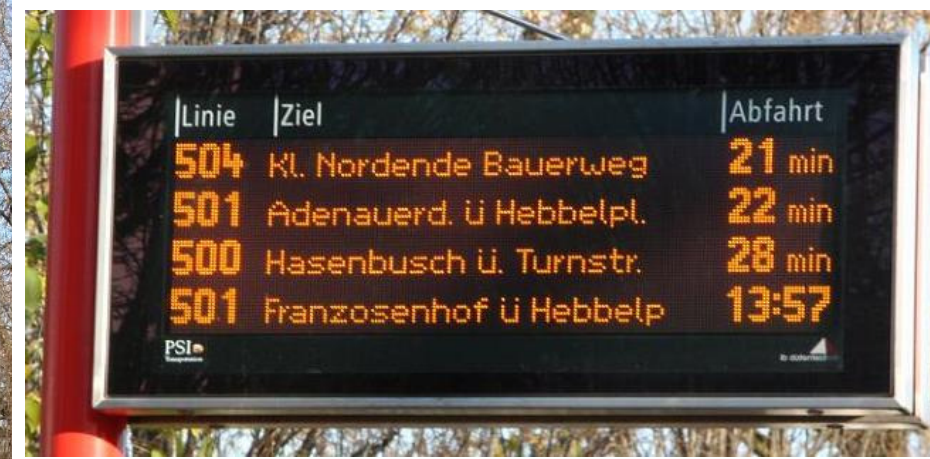 Linie Ziel Abfahrt
504 Kl. Nordende Bauerweg 21 min
501 Adenauerd. ü Hebbelpl. 22 min
500 Hasenbusch ü. Turnstr. 28 min
501 Franzosenhof ü Hebbelp 13:57
PSI